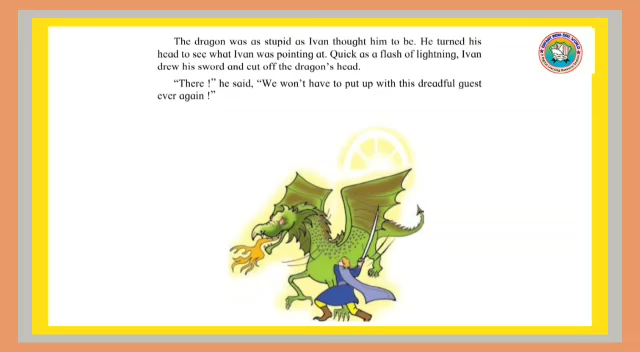 The dragon was as stupid as Ivan thought him to be. He turned his
head to see what Ivan was pointing at. Quick as a flash of lightning, Ivan
drew his sword and cut off the dragon's head.
"There !" he said, "We won't have to put up with this dreadful guest
ever again !"